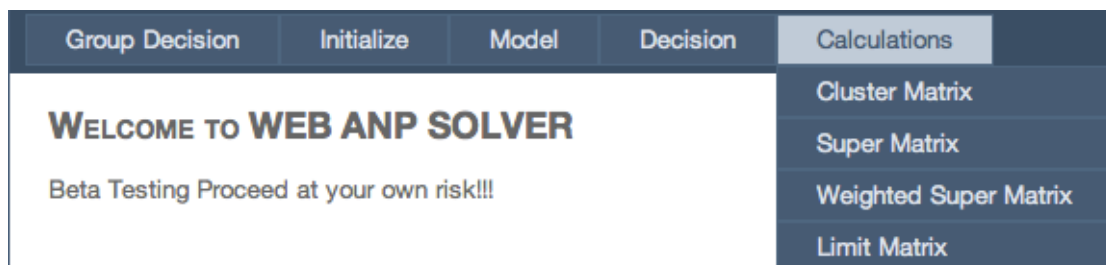 Group Decision Initialize Model Decision Calculations
Cluster Matrix
Super Matrix
Weighted Super Matrix
Limit Matrix
WELCOME TO WEB ANP SOLVER
Beta Testing Proceed at your own risk!!!